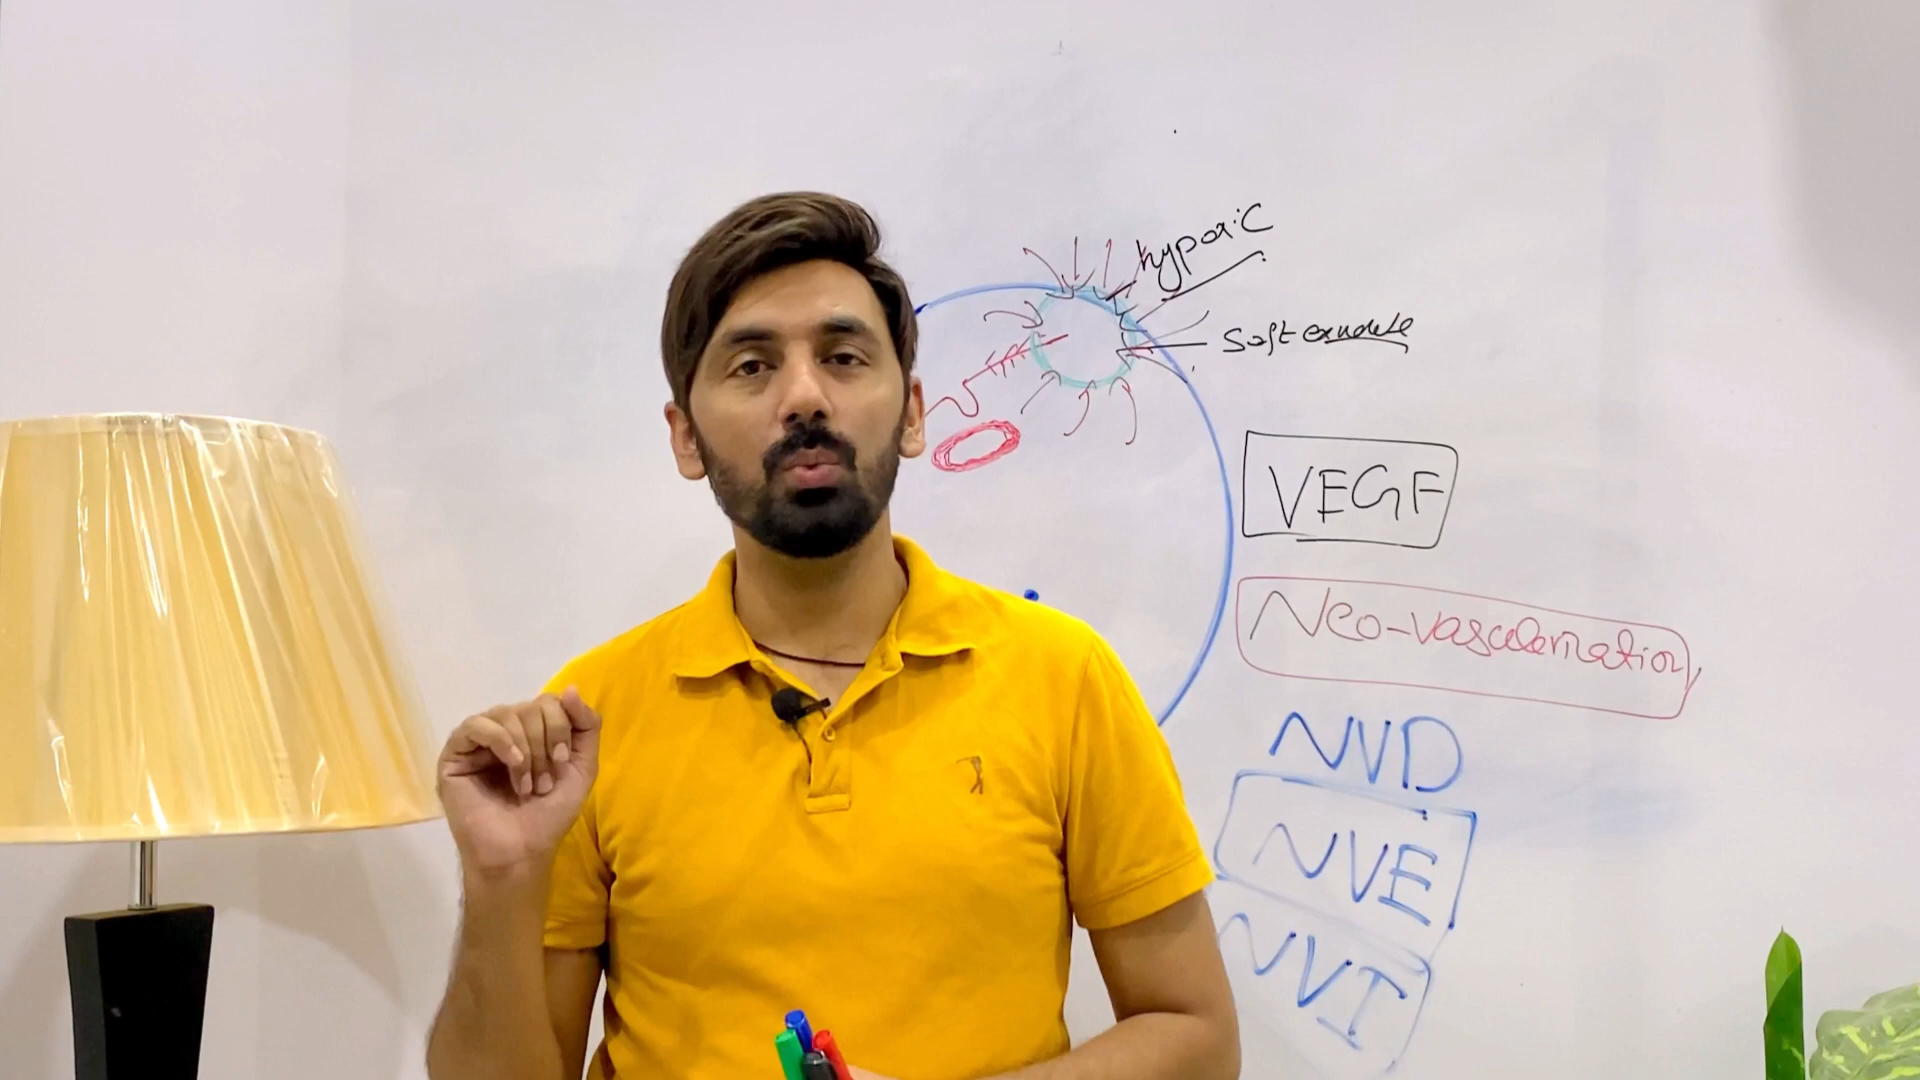 hypoxic
Soft exudate
VEGF
Neo-vascularization
NVD
NVE
NVI